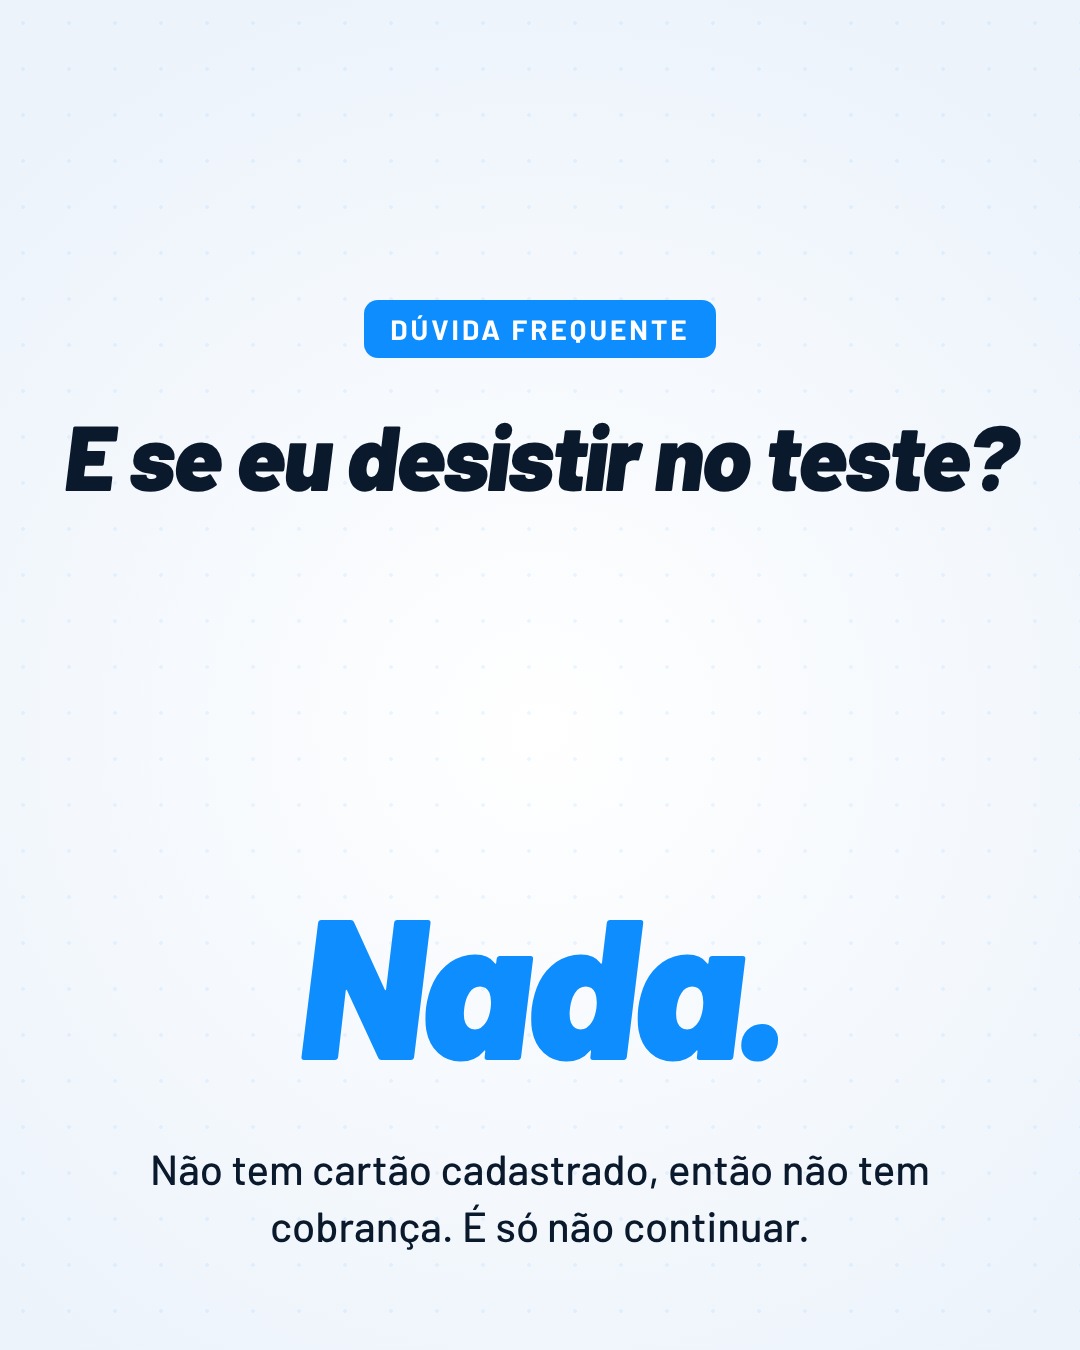 DÚVIDA FREQUENTE
E se eu desistir no teste?
Nada.
Não tem cartão cadastrado, então não tem
cobrança. É só não continuar.